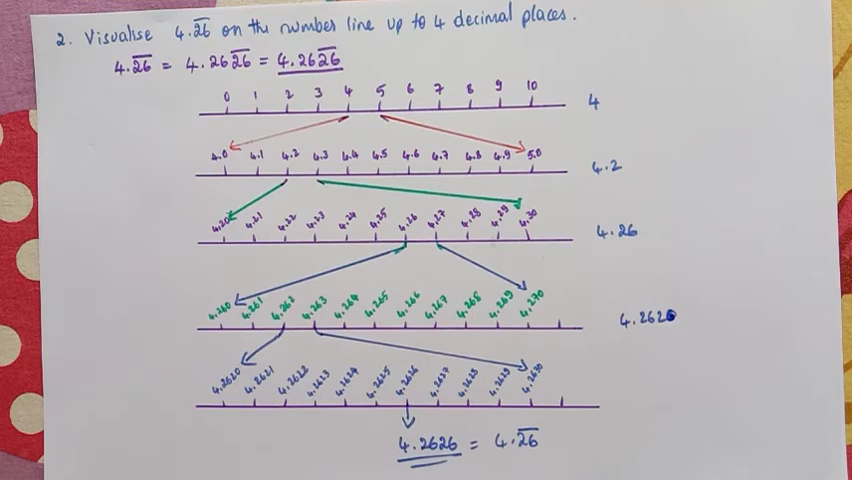 2. Visualise 4.2̅6̅ on the number line up to 4 decimal places.
4.2̅6̅ = 4.262̅6̅ = 4.262̅6̅
0 1 2 3 4 5 6 7 8 9 10
4
4.0 4.1 4.2 4.3 4.4 4.5 4.6 4.7 4.8 4.9 5.0
4.2
4.20 4.21 4.22 4.23 4.24 4.25 4.26 4.27 4.28 4.29 4.30
4.26
4.260 4.261 4.262 4.263 4.264 4.265 4.266 4.267 4.268 4.269 4.270
4.262
4.2620 4.2621 4.2622 4.2623 4.2624 4.2625 4.2626 4.2627 4.2628 4.2629 4.2630
4.2626 = 4.2̅6̅